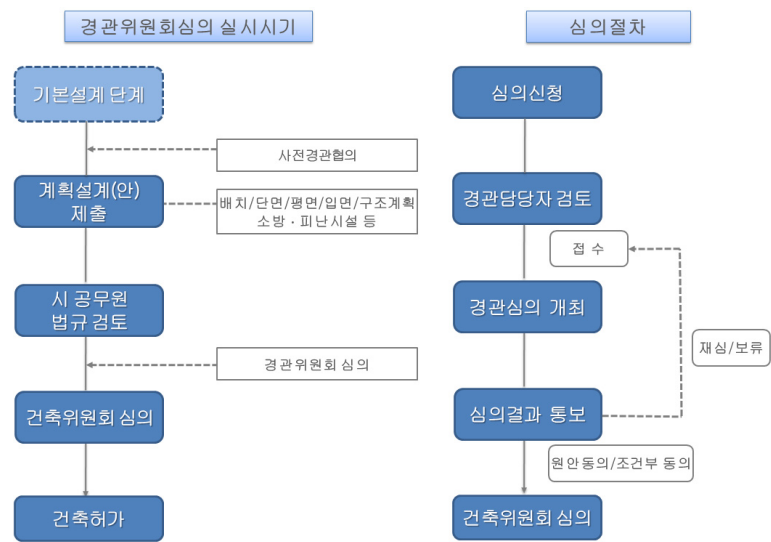 경관위원회심의 실시시기
기본설계 단계
사전경관협의
계획설계(안)
제출
배치/단면/평면/입면/구조계획
소방·피난시설 등
시 공무원
법규 검토
경관위원회 심의
건축위원회 심의
건축허가
심의절차
심의신청
경관담당자 검토
접 수
경관심의 개최
재심/보류
심의결과 통보
원안동의/조건부 동의
건축위원회 심의